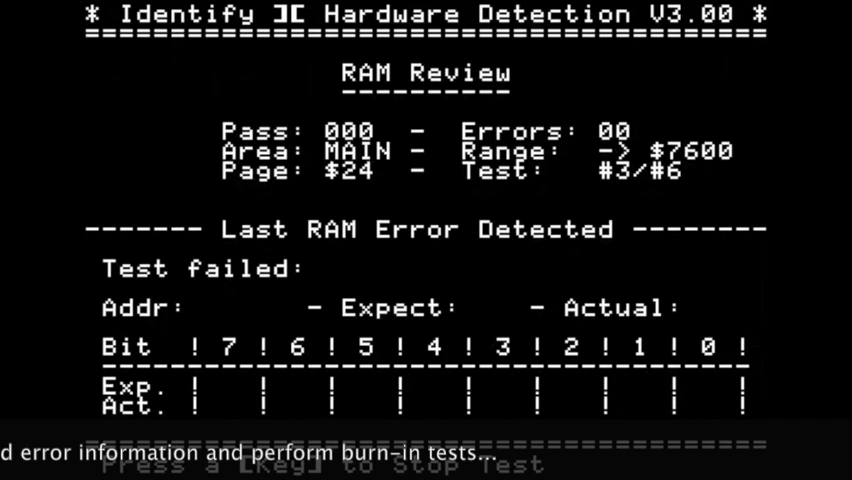 * Identify ][ Hardware Detection V3.00 *
========================================
RAM Review
----------
Pass: 000 - Errors: 00
Area: MAIN - Range: -> $7600
Page: $24 - Test: #3/#6
------- Last RAM Error Detected --------
Test failed:
Addr: - Expect: - Actual:
Bit ! 7 ! 6 ! 5 ! 4 ! 3 ! 2 ! 1 ! 0 !
--------------------------------------
Exp. ! ! ! ! ! ! ! ! !
Act. ! ! ! ! ! ! ! ! !
========================================
d error information and perform burn-in tests...
Press a [Key] to Stop Test